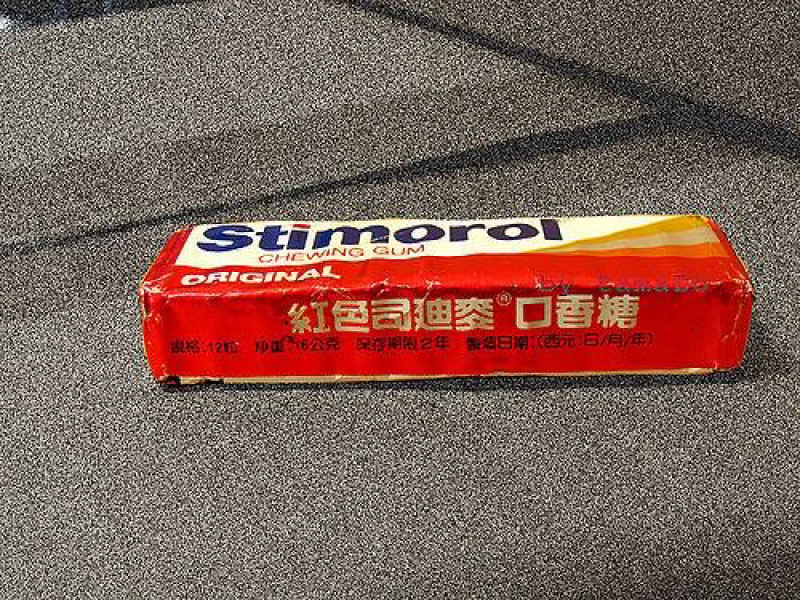 Stimorol
CHEWING GUM
ORIGINAL
by tamaDo
紅色司迪麥® 口香糖
規格:12粒 淨重:16公克 保存期限2年 製造日期:(西元:日/月/年)